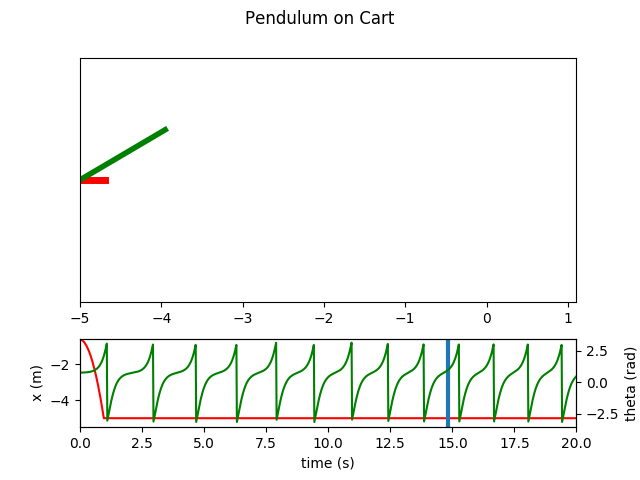 Pendulum on Cart
−5 −4 −3 −2 −1 0 1
−2
−4
x (m)
2.5
0.0
−2.5
theta (rad)
0.0 2.5 5.0 7.5 10.0 12.5 15.0 17.5 20.0
time (s)